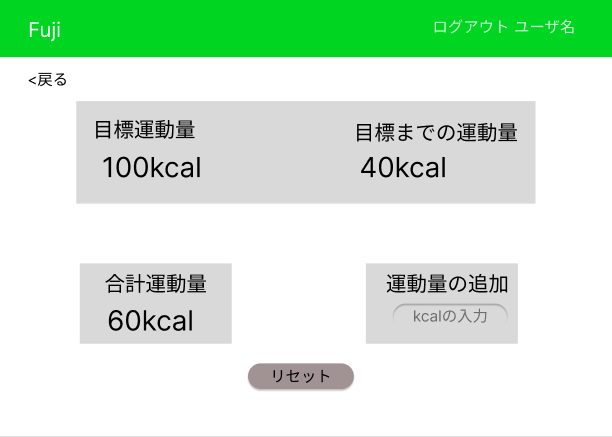 Fuji
ログアウト ユーザ名
<戻る
目標運動量
100kcal
目標までの運動量
40kcal
合計運動量
60kcal
運動量の追加
kcalの入力
リセット